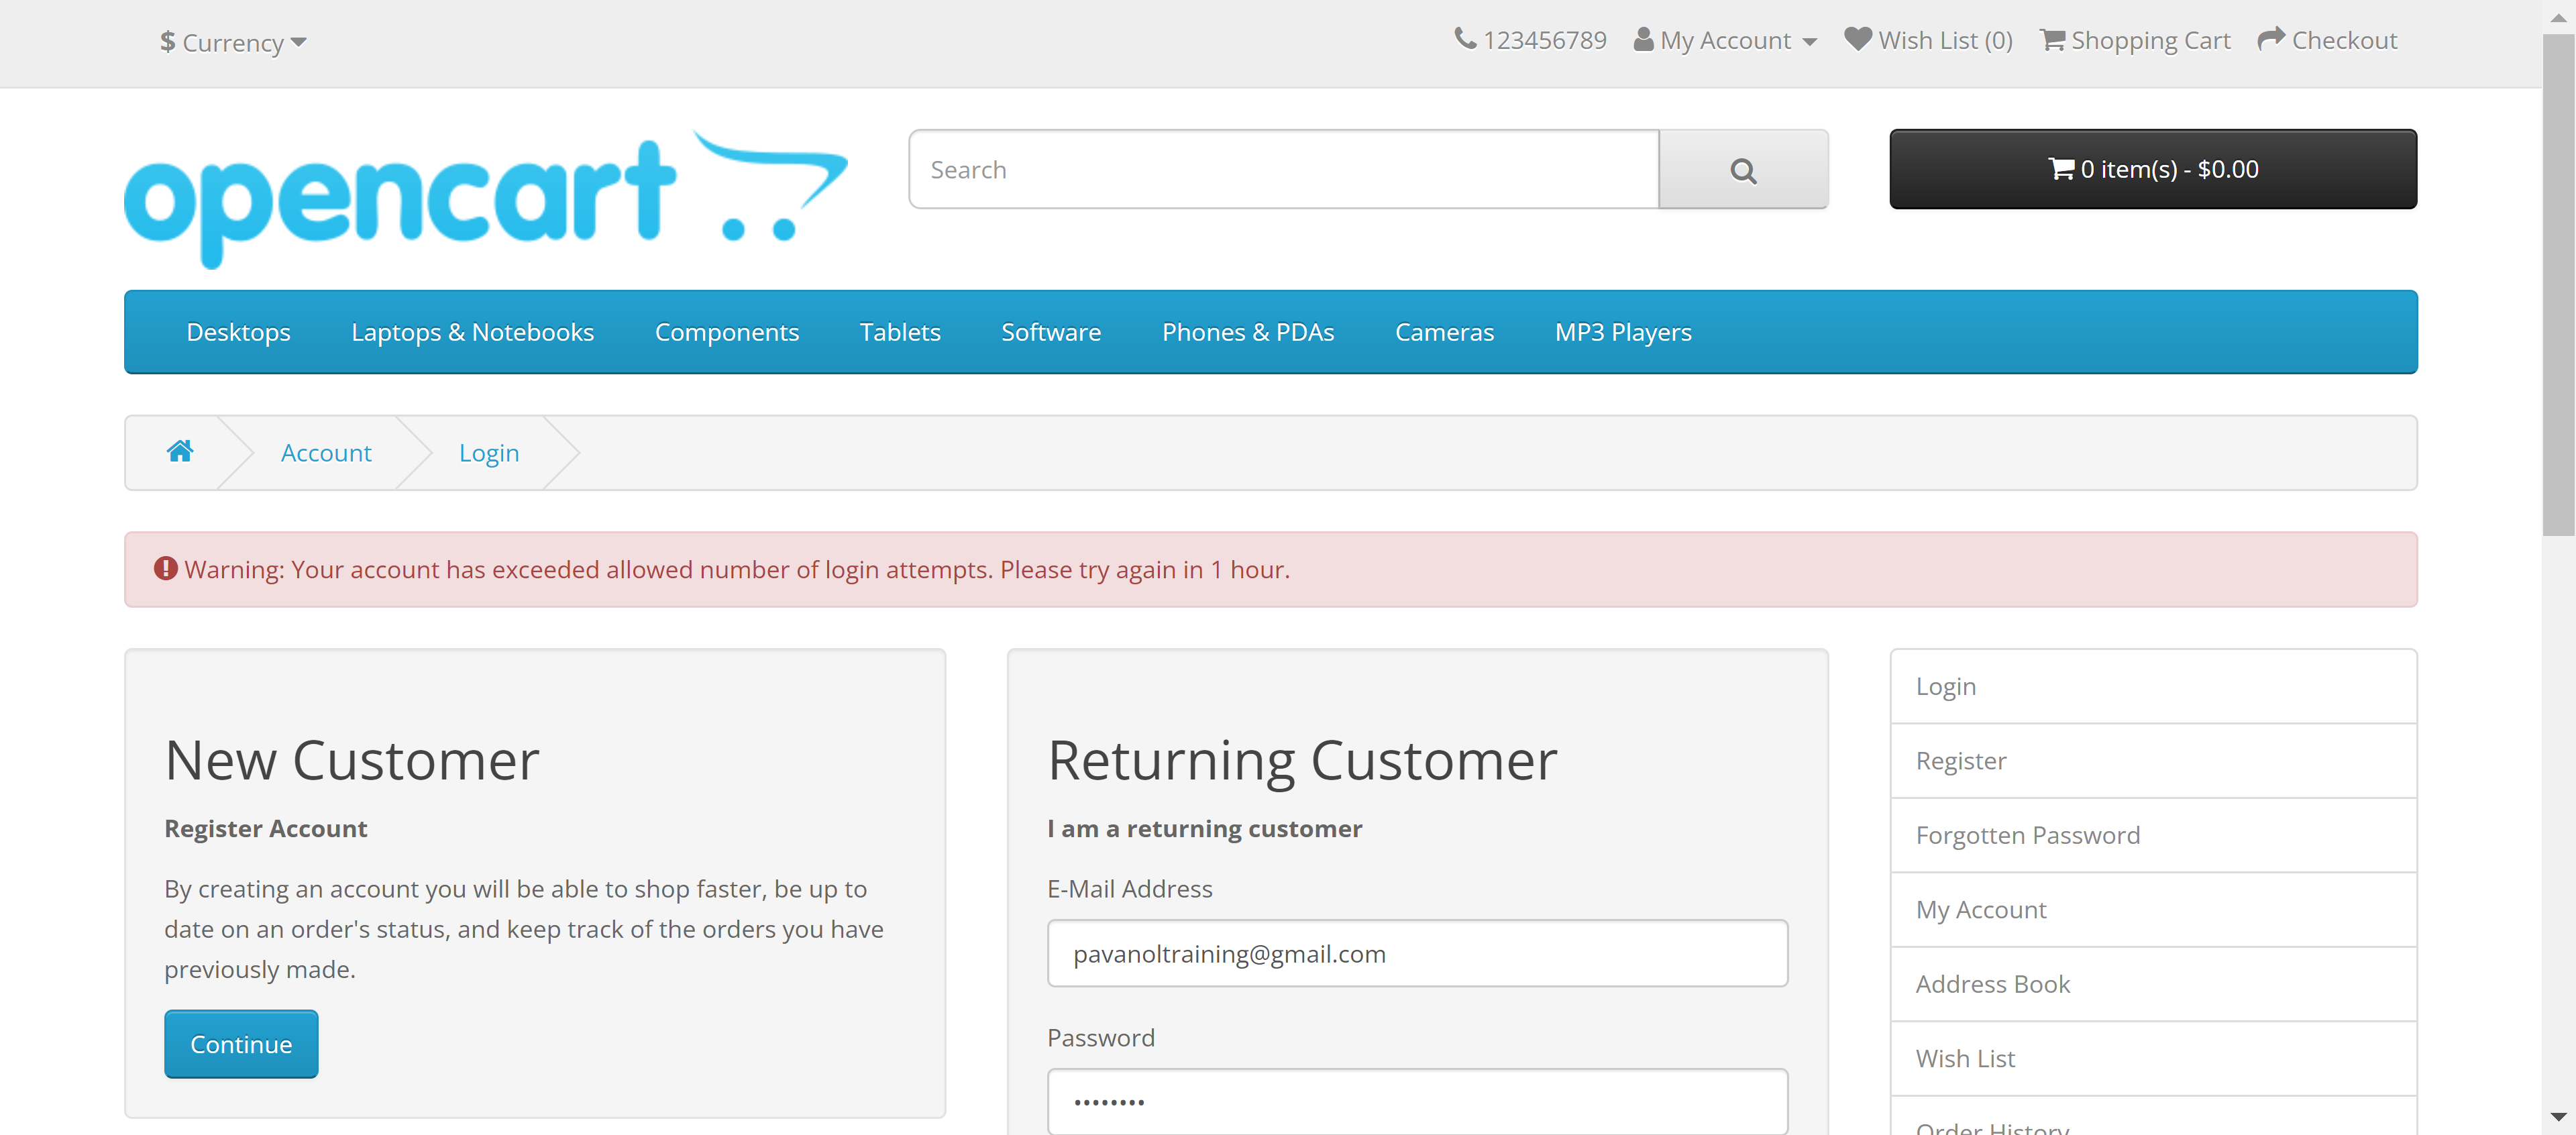 $ Currency
123456789 My Account Wish List (0) Shopping Cart Checkout
opencart
Search
0 item(s) - $0.00
Desktops Laptops & Notebooks Components Tablets Software Phones & PDAs Cameras MP3 Players
Account Login
Warning: Your account has exceeded allowed number of login attempts. Please try again in 1 hour.
New Customer
Register Account
By creating an account you will be able to shop faster, be up to
date on an order's status, and keep track of the orders you have
previously made.
Continue
Returning Customer
I am a returning customer
E-Mail Address
pavanoltraining@gmail.com
Password
••••••••
Login
Register
Forgotten Password
My Account
Address Book
Wish List
Order History